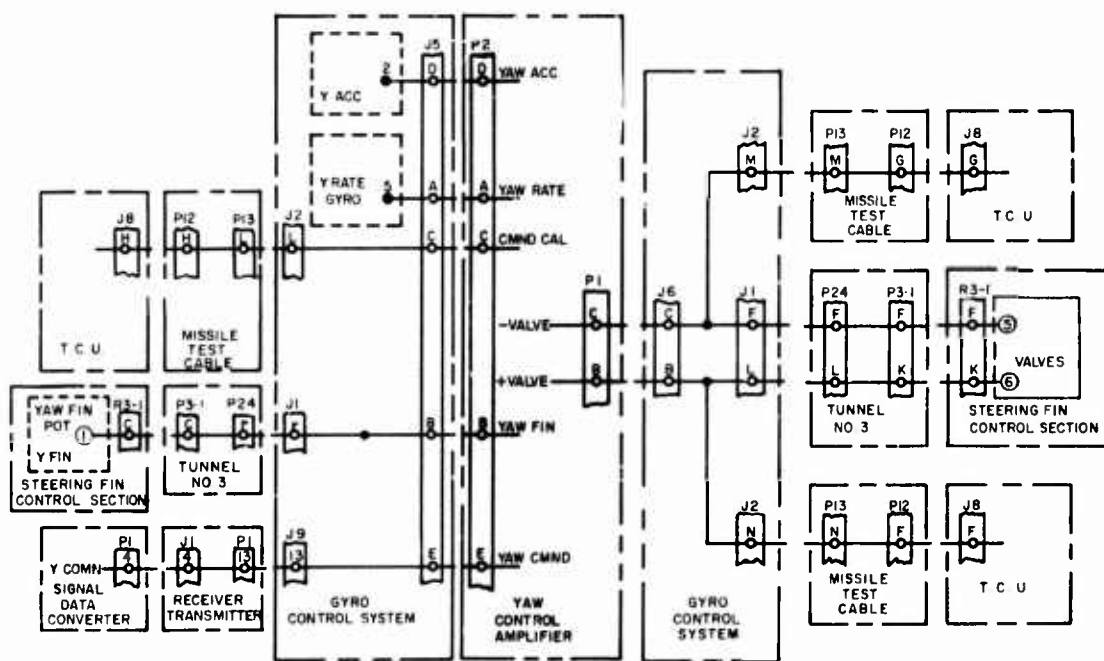 J5
P2
2
D
D
YAW ACC
Y ACC
J2
P13
P12
J8
M
M
G
G
Y RATE
GYRO
5
A
A
YAW RATE
MISSILE
TEST
CABLE
T C U
J8
P12
P13
J2
H
H
L
L
C
C
CMND CAL
P1
J6
J1
P24
P3-1
R3-1
-VALVE
C
C
F
F
F
F
5
VALVES
+VALVE
B
B
L
L
K
K
6
T C U
MISSILE
TEST
CABLE
TUNNEL
NO 3
STEERING FIN
CONTROL SECTION
YAW FIN
POT
R3-1
P3-1
P24
J1
1
C
C
B
B
YAW FIN
Y FIN
STEERING FIN
CONTROL SECTION
TUNNEL
NO 3
J2
P13
P12
J8
N
N
F
F
MISSILE
TEST
CABLE
T C U
P1
J1
P1
J9
Y COMN
4
4
13
13
E
E
YAW CMND
SIGNAL
DATA
CONVERTER
RECEIVER
TRANSMITTER
GYRO
CONTROL SYSTEM
YAW
CONTROL
AMPLIFIER
GYRO
CONTROL
SYSTEM